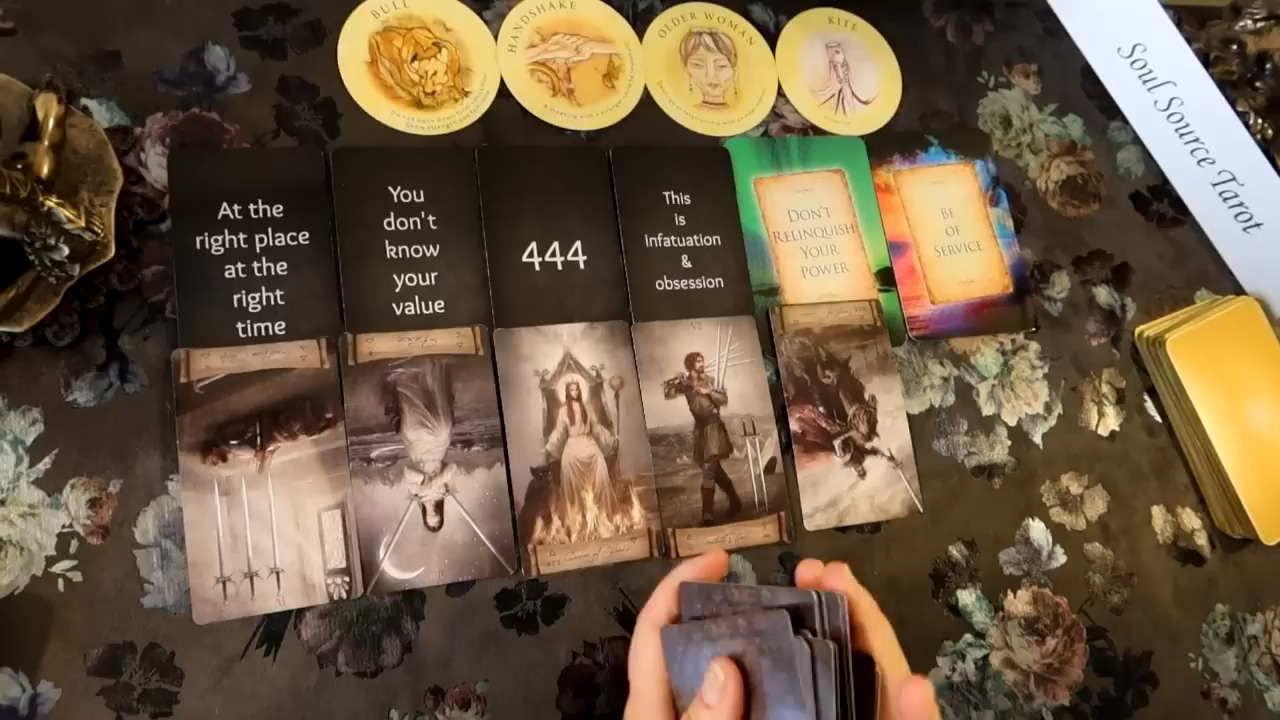 BULL
HANDSHAKE
OLDER WOMAN
KITE
Soul Source Tarot
At the
right place
at the
right
time
You
don't
know
your
value
444
This
is
infatuation
&
obsession
DON'T
RELINQUISH
YOUR
POWER
BE
OF
SERVICE
VII